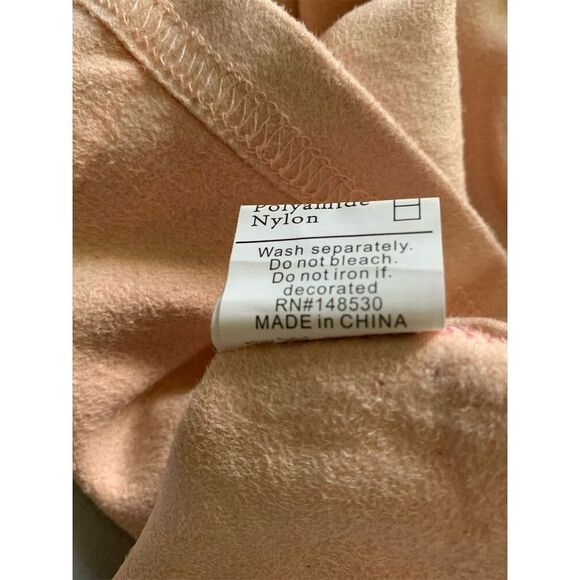 Polyamide
Nylon
Wash separately.
Do not bleach.
Do not iron if.
decorated
RN#148530
MADE in CHINA